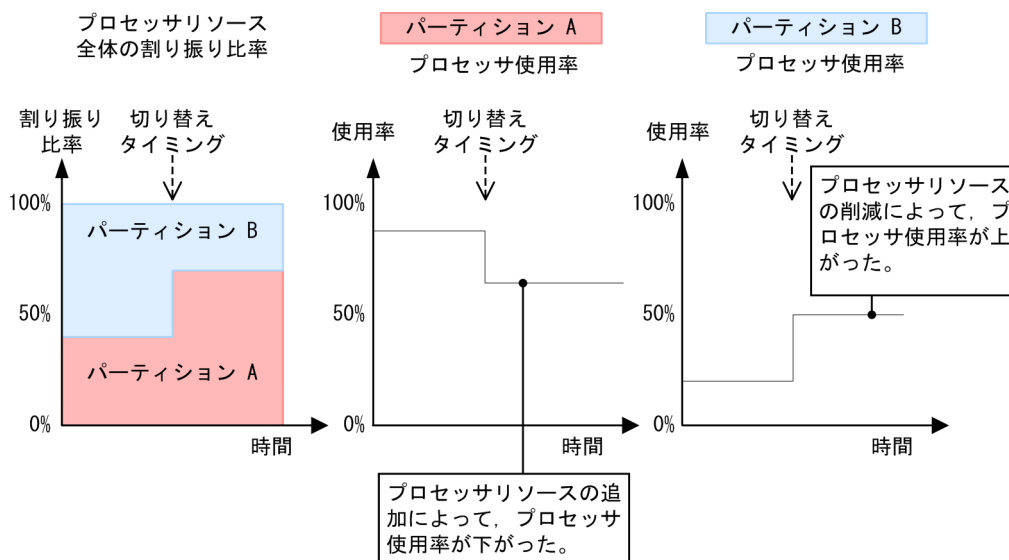 プロセッサリソース
全体の割り振り比率
割り振り
比率
切り替え
タイミング
100%
50%
0%
パーティション B
パーティション A
時間
パーティション A
プロセッサ使用率
使用率
切り替え
タイミング
100%
50%
0%
時間
プロセッサリソースの追
加によって，プロセッサ
使用率が下がった。
パーティション B
プロセッサ使用率
使用率
切り替え
タイミング
100%
50%
0%
時間
プロセッサリソース
の削減によって，プ
ロセッサ使用率が上
がった。